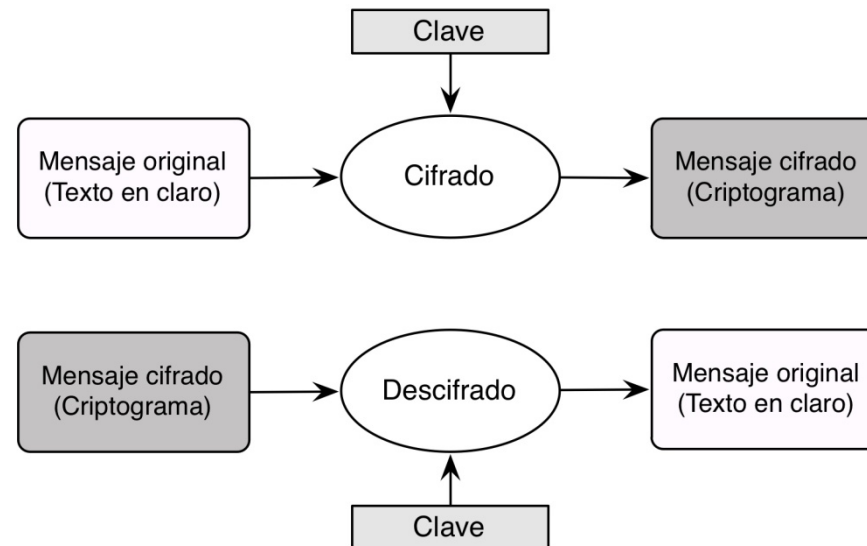 Clave
Mensaje original
(Texto en claro)
Cifrado
Mensaje cifrado
(Criptograma)
Mensaje cifrado
(Criptograma)
Descifrado
Mensaje original
(Texto en claro)
Clave